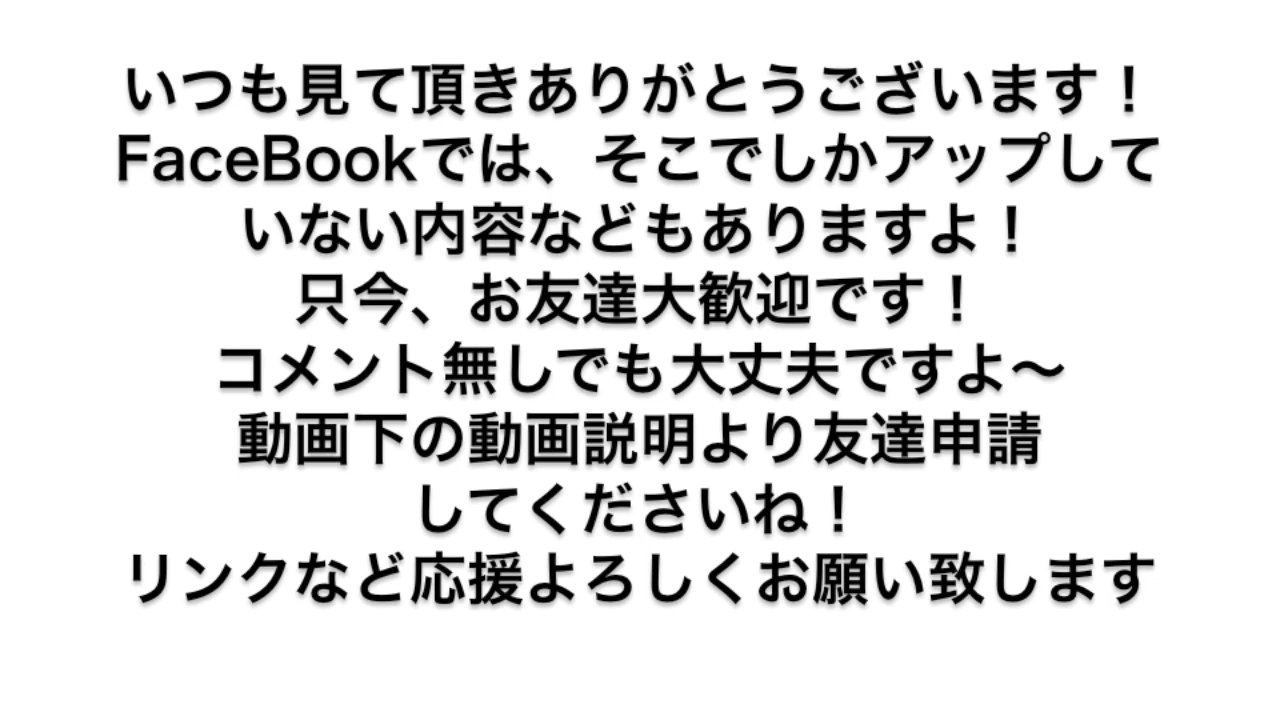 いつも見て頂きありがとうございます！
FaceBookでは、そこでしかアップして
いない内容などもありますよ！
只今、お友達大歓迎です！
コメント無しでも大丈夫ですよ〜
動画下の動画説明より友達申請
してくださいね！
リンクなど応援よろしくお願い致します